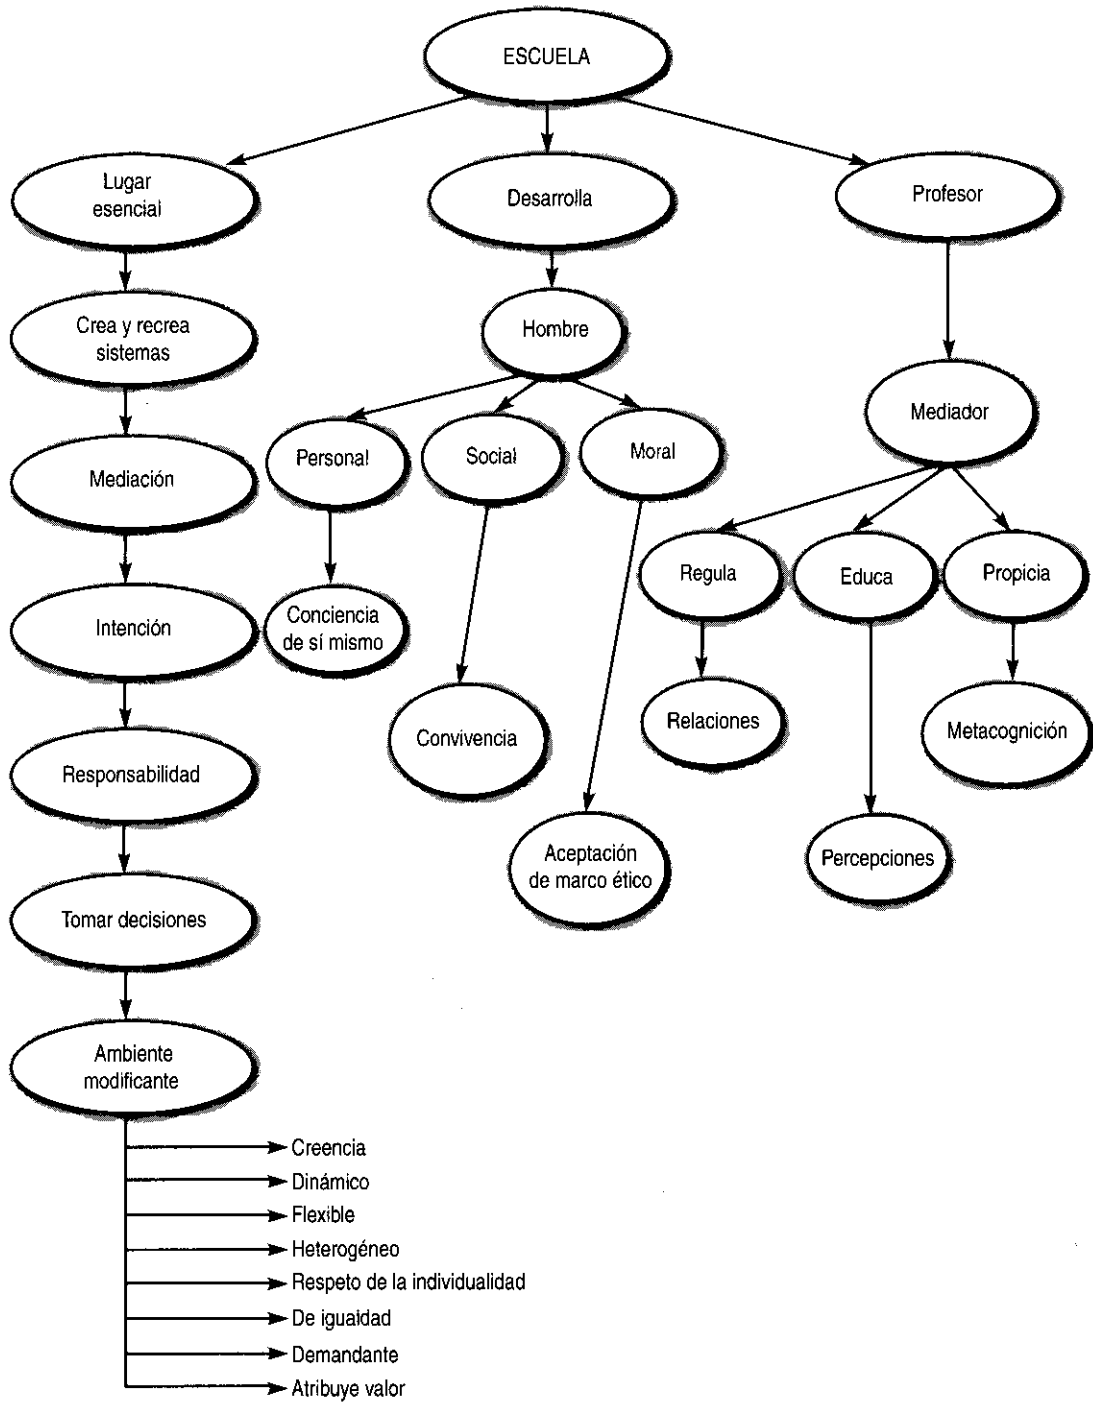 ESCUELA
Lugar
esencial
Desarrolla
Profesor
Crea y recrea
sistemas
Hombre
Mediador
Mediación
Personal
Social
Moral
Regula
Educa
Propicia
Intención
Conciencia
de sí mismo
Convivencia
Relaciones
Metacognición
Responsabilidad
Aceptación
de marco ético
Percepciones
Tomar decisiones
Ambiente
modificante
Creencia
Dinámico
Flexible
Heterogéneo
Respeto de la individualidad
De igualdad
Demandante
Atribuye valor